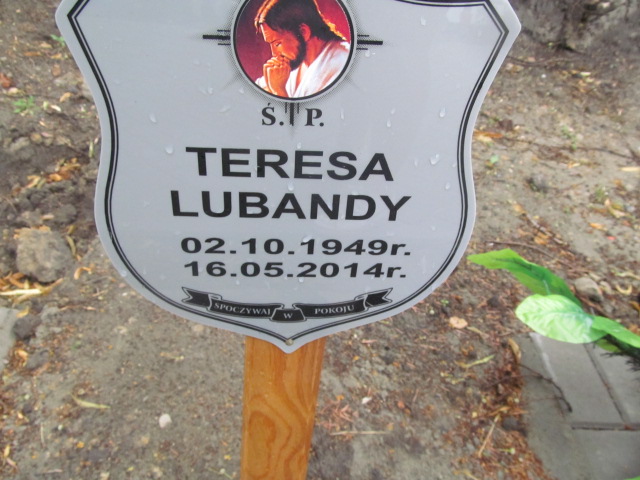 Ś. P.
TERESA
LUBANDY
02.10.1949r.
16.05.2014r.
SPOCZYWAJ W POKOJU